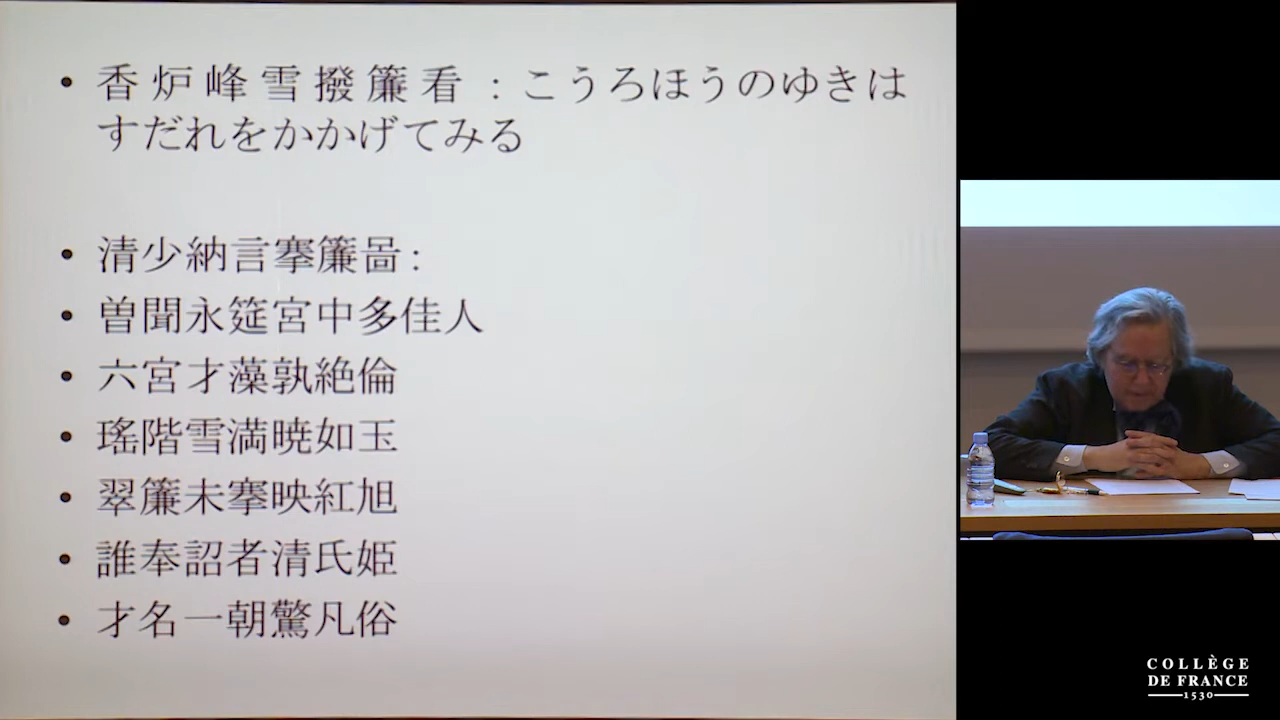 • 香炉峰雪撥簾看：こうろほうのゆきは
すだれをかかげてみる
• 清少納言搴簾啚：
• 曽聞永筵宮中多佳人
• 六宮才藻孰絶倫
• 瑤階雪満暁如玉
• 翠簾未搴映紅旭
• 誰奉詔者清氏姫
• 才名一朝驚凡俗
COLLÈGE
DE FRANCE
1530